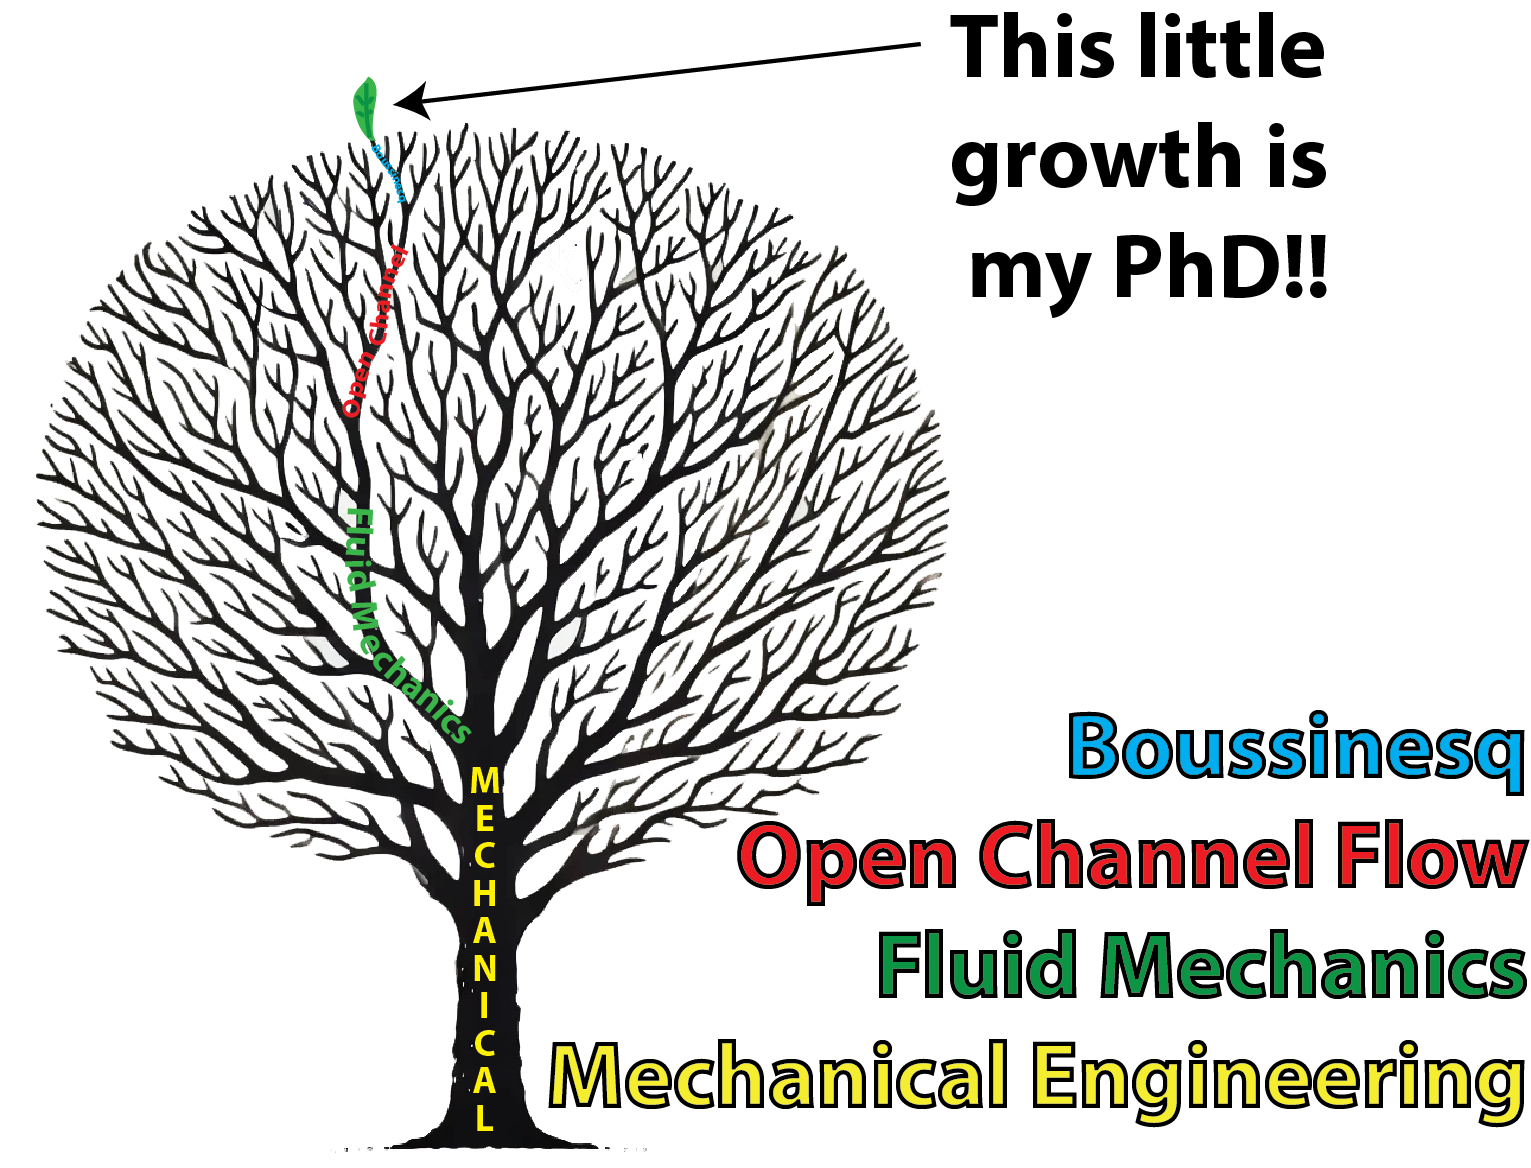 This little
growth is
my PhD!!
Boussinesq
Open Channel
Fluid Mechanics
MECHANICAL
Boussinesq
Open Channel Flow
Fluid Mechanics
Mechanical Engineering